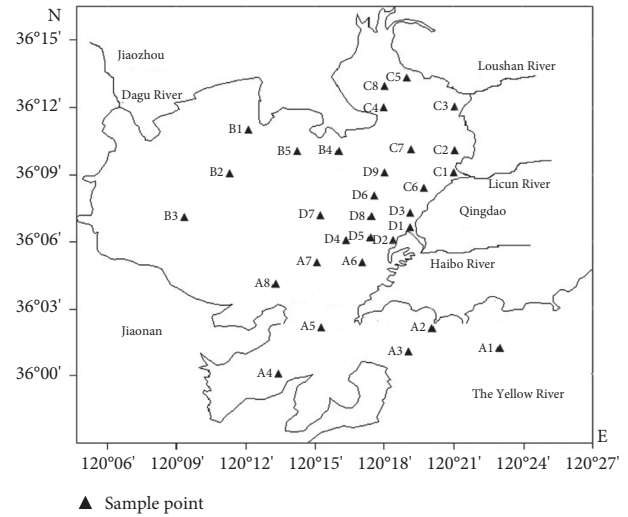 N
36°15'
Jiaozhou
C5
Loushan River
C8
Dagu River
36°12'
C4
C3
B1
B5
B4
C7
C2
36°09'
B2
D9
C1
C6
Licun River
D6
B3
D7
D8
D3
Qingdao
D1
36°06'
D4
D5
D2
A7
A6
Haibo River
A8
36°03'
Jiaonan
A5
A2
A3
A1
36°00'
A4
The Yellow River
E
120°06' 120°09' 120°12' 120°15' 120°18' 120°21' 120°24' 120°27'
Sample point